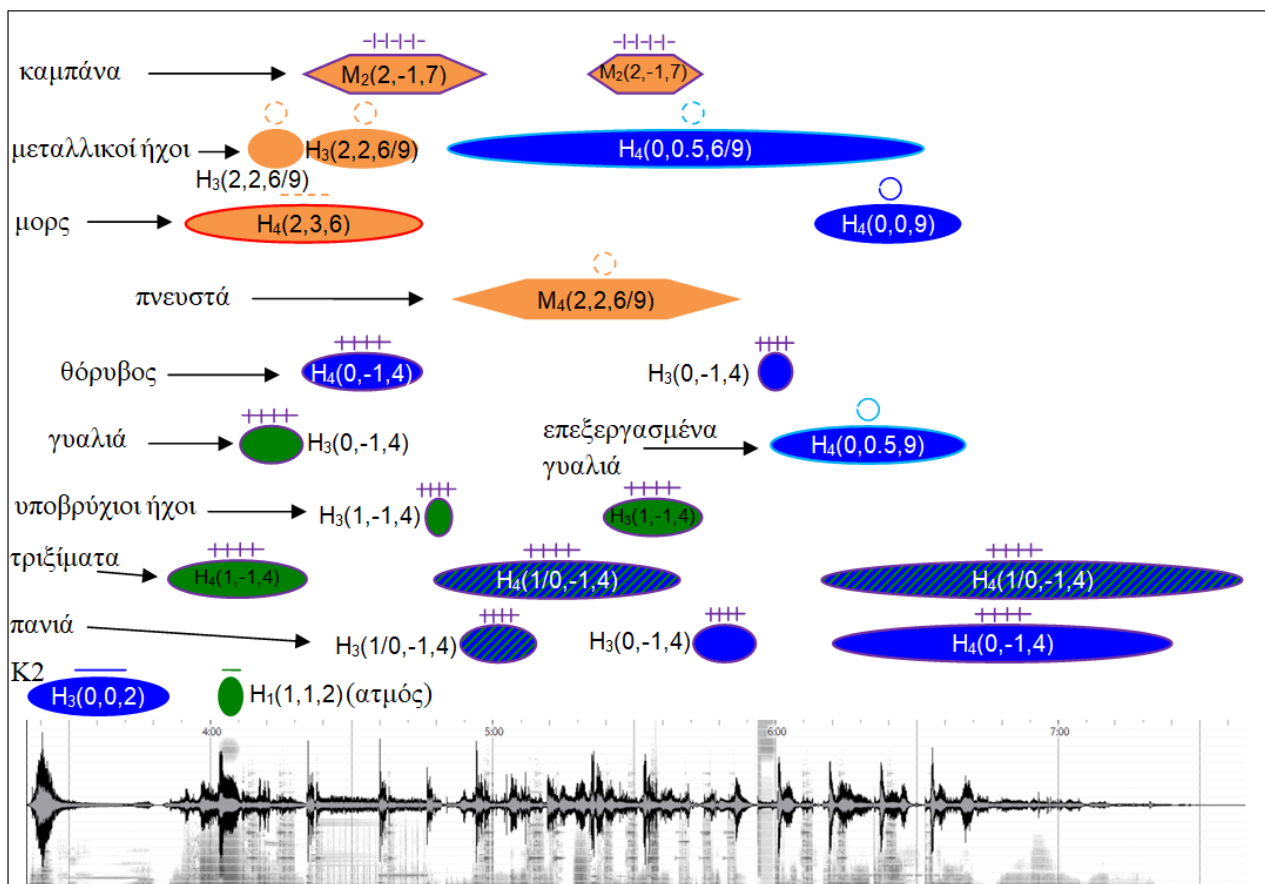 καμπάνα
M₂(2,-1,7)
M₂(2,-1,7)
μεταλλικοί ήχοι
H₃(2,2,6/9)
H₃(2,2,6/9)
H₄(0,0.5,6/9)
μορς
H₄(2,3,6)
H₄(0,0,9)
πνευστά
M₄(2,2,6/9)
θόρυβος
H₄(0,-1,4)
H₃(0,-1,4)
γυαλιά
H₃(0,-1,4)
επεξεργασμένα
γυαλιά
H₄(0,0.5,9)
υποβρύχιοι ήχοι
H₃(1,-1,4)
H₃(1,-1,4)
τριξίματα
H₄(1,-1,4)
H₄(1/0,-1,4)
H₄(1/0,-1,4)
πανιά
H₃(1/0,-1,4)
H₃(0,-1,4)
H₄(0,-1,4)
K2
H₃(0,0,2)
H₁(1,1,2)(ατμός)
4:00 5:00 6:00 7:00